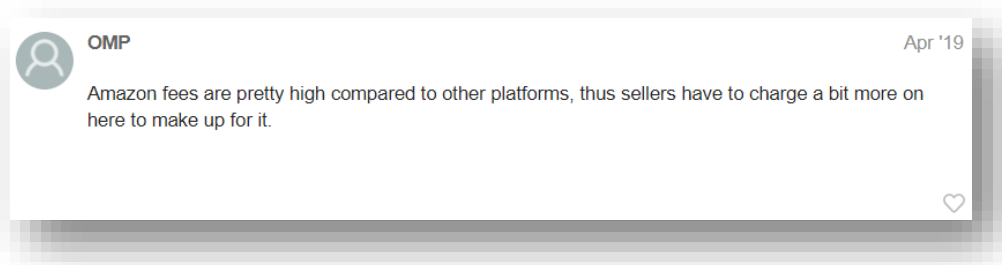 OMP
Apr '19
Amazon fees are pretty high compared to other platforms, thus sellers have to charge a bit more on
here to make up for it.